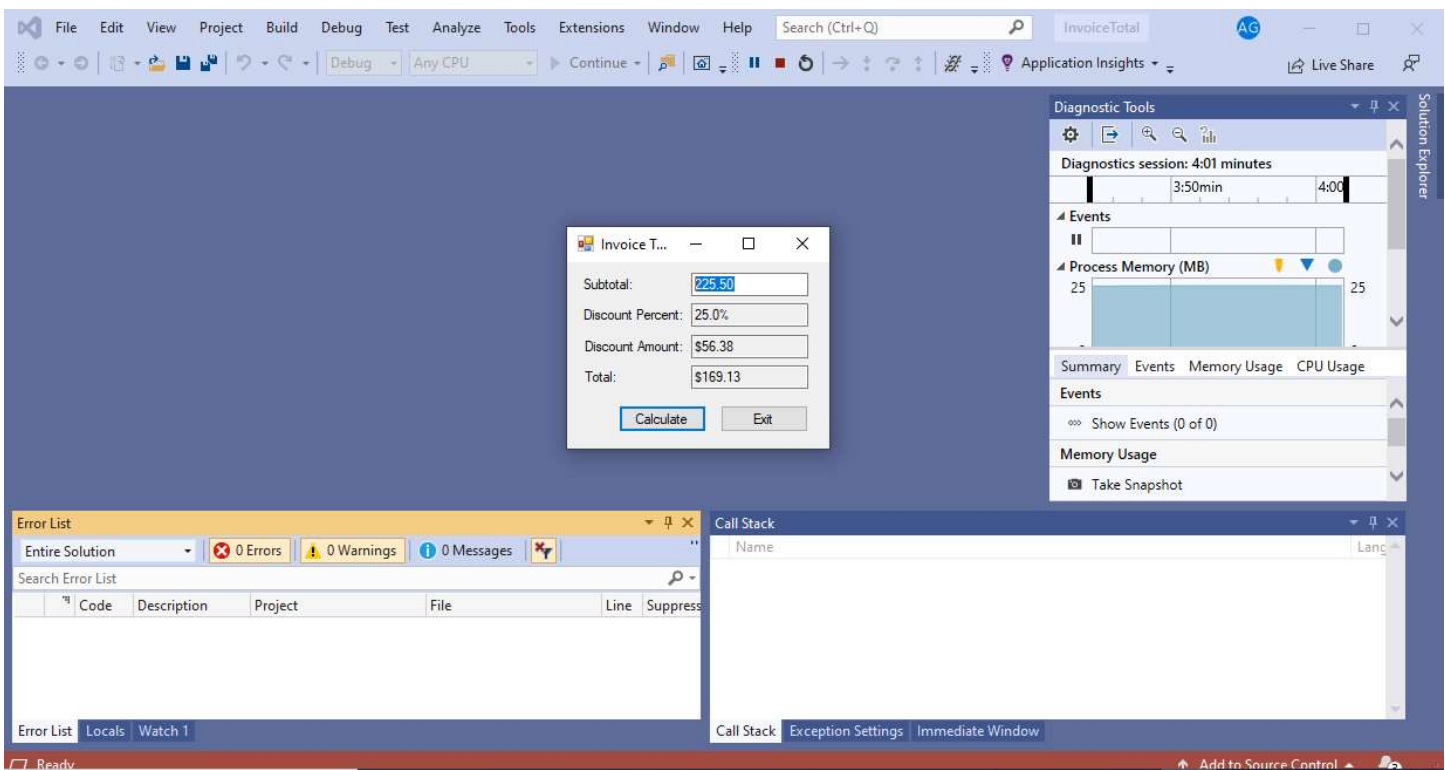 File Edit View Project Build Debug Test Analyze Tools Extensions Window Help Search (Ctrl+Q) InvoiceTotal AG
Debug Any CPU Continue Application Insights Live Share
Diagnostic Tools
Solution Explorer
Diagnostics session: 4:01 minutes
3:50min 4:00
Events
Process Memory (MB)
25 25
Summary Events Memory Usage CPU Usage
Events
Show Events (0 of 0)
Memory Usage
Take Snapshot
Invoice T...
Subtotal: 225.50
Discount Percent: 25.0%
Discount Amount: $56.38
Total: $169.13
Calculate Exit
Error List
Entire Solution 0 Errors 0 Warnings 0 Messages
Search Error List
Code Description Project File Line Suppress
Error List Locals Watch 1
Call Stack
Name Lang
Call Stack Exception Settings Immediate Window
Ready Add to Source Control